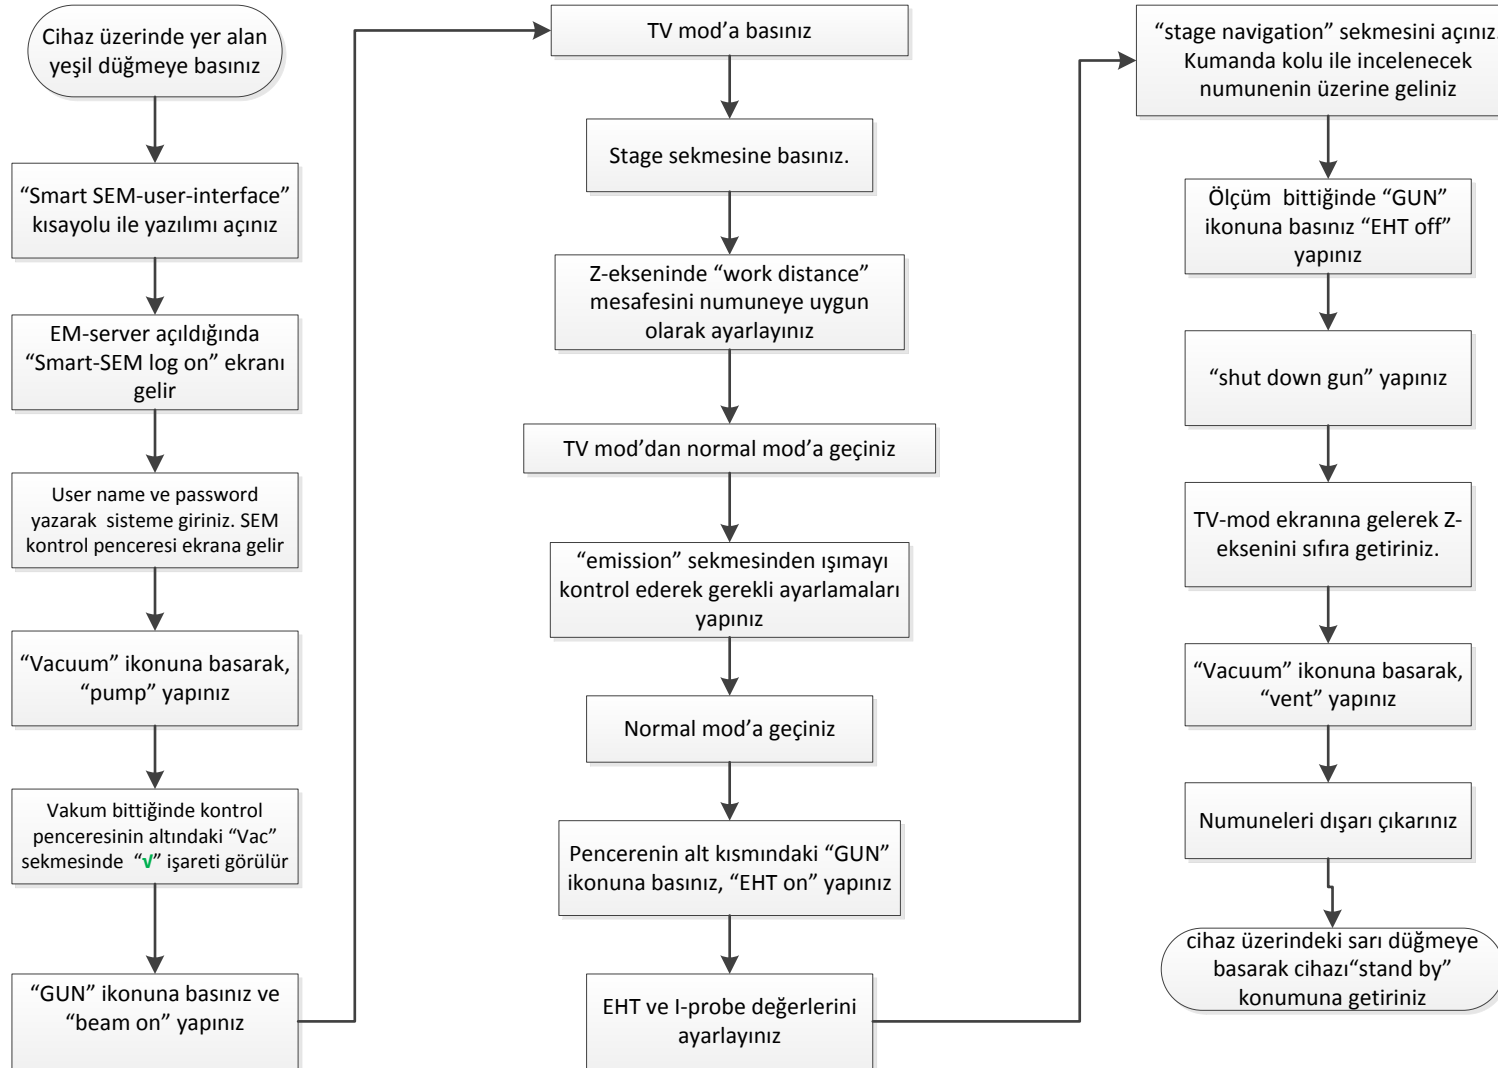 Cihaz üzerinde yer alan
yeşil düğmeye basınız
“Smart SEM-user-interface”
kısayolu ile yazılımı açınız
EM-server açıldığında
“Smart-SEM log on” ekranı
gelir
User name ve password
yazarak sisteme giriniz. SEM
kontrol penceresi ekrana gelir
“Vacuum” ikonuna basarak,
“pump” yapınız
Vakum bittiğinde kontrol
penceresinin altındaki “Vac”
sekmesinde “√” işareti görülür
“GUN” ikonuna basınız ve
“beam on” yapınız
TV mod’a basınız
Stage sekmesine basınız.
Z-ekseninde “work distance”
mesafesini numuneye uygun
olarak ayarlayınız
TV mod’dan normal mod’a geçiniz
“emission” sekmesinden ışımayı
kontrol ederek gerekli ayarlamaları
yapınız
Normal mod’a geçiniz
Pencerenin alt kısmındaki “GUN”
ikonuna basınız, “EHT on” yapınız
EHT ve I-probe değerlerini
ayarlayınız
“stage navigation” sekmesini açınız.
Kumanda kolu ile incelenecek
numunenin üzerine geliniz
Ölçüm bittiğinde “GUN”
ikonuna basınız “EHT off”
yapınız
“shut down gun” yapınız
TV-mod ekranına gelerek Z-
eksenini sıfıra getiriniz.
“Vacuum” ikonuna basarak,
“vent” yapınız
Numuneleri dışarı çıkarınız
cihaz üzerindeki sarı düğmeye
basarak cihazı“stand by”
konumuna getiriniz